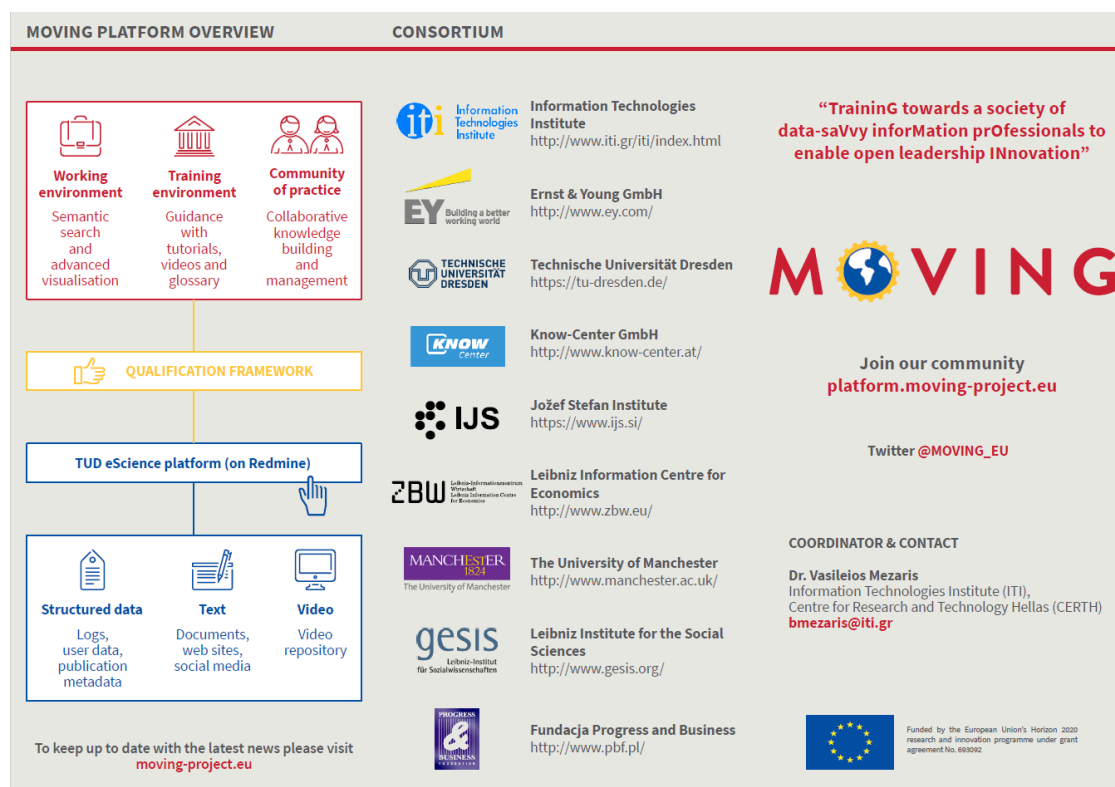 MOVING PLATFORM OVERVIEW
CONSORTIUM
Working
environment
Semantic
search
and
advanced
visualisation
Training
environment
Guidance
with
tutorials,
videos and
glossary
Community
of practice
Collaborative
knowledge
building
and
management
QUALIFICATION FRAMEWORK
TUD eScience platform (on Redmine)
Structured data
Logs,
user data,
publication
metadata
Text
Documents,
web sites,
social media
Video
Video
repository
To keep up to date with the latest news please visit
moving-project.eu
iti
Information
Technologies
Institute
Information Technologies
Institute
http://www.iti.gr/iti/index.html
EY
Building a better
working world
Ernst & Young GmbH
http://www.ey.com/
TECHNISCHE
UNIVERSITÄT
DRESDEN
Technische Universität Dresden
https://tu-dresden.de/
KNOW
Center
Know-Center GmbH
http://www.know-center.at/
IJS
Jožef Stefan Institute
https://www.ijs.si/
ZBW
Leibniz-Informationszentrum
Wirtschaft
Leibniz Information Centre
for Economics
Leibniz Information Centre for
Economics
http://www.zbw.eu/
MANCHESTER
1824
The University of Manchester
The University of Manchester
http://www.manchester.ac.uk/
gesis
Leibniz-Institut
für Sozialwissenschaften
Leibniz Institute for the Social
Sciences
http://www.gesis.org/
PROGRESS
&
BUSINESS
FOUNDATION
Fundacja Progress and Business
http://www.pbf.pl/
“TraininG towards a society of
data-saVvy inforMation prOfessionals to
enable open leadership INnovation”
MOVING
Join our community
platform.moving-project.eu
Twitter @MOVING_EU
COORDINATOR & CONTACT
Dr. Vasileios Mezaris
Information Technologies Institute (ITI),
Centre for Research and Technology Hellas (CERTH)
bmezaris@iti.gr
Funded by the European Union's Horizon 2020
research and innovation programme under grant
agreement No. 693092